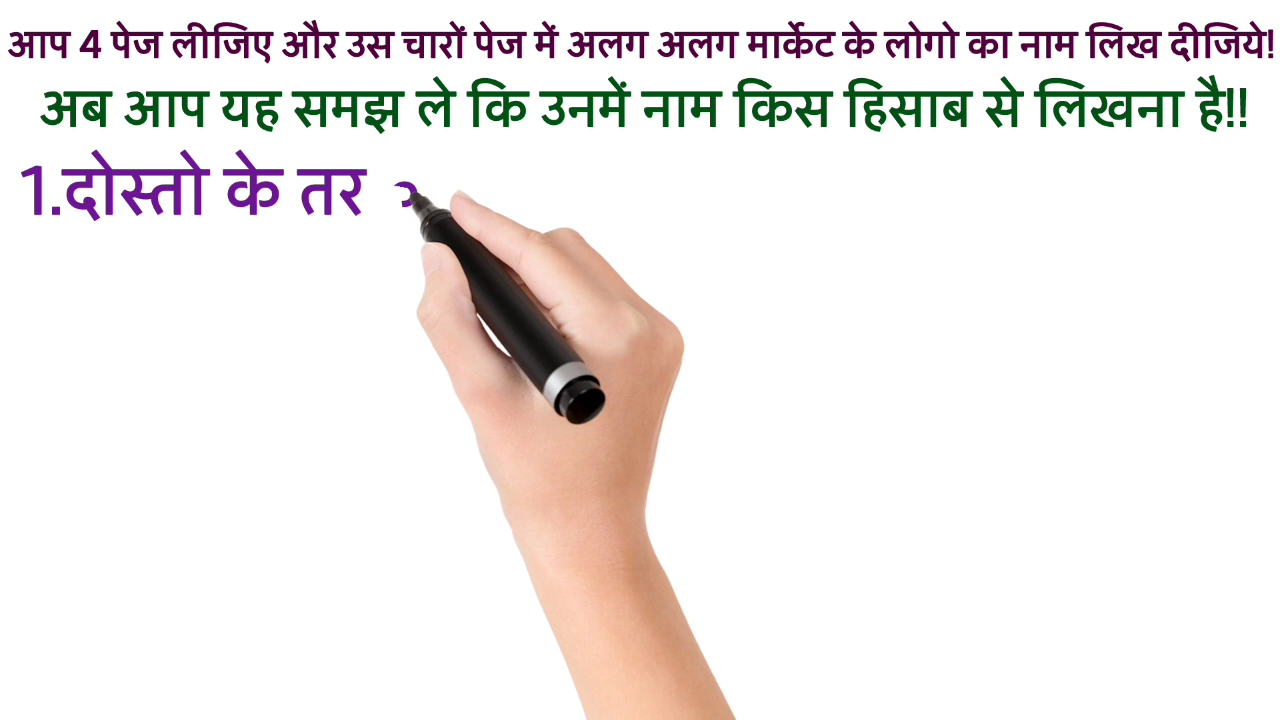 आप 4 पेज लीजिए और उस चारों पेज में अलग अलग मार्केट के लोगो का नाम लिख दीजिये!
अब आप यह समझ ले कि उनमें नाम किस हिसाब से लिखना है!!
1.दोस्तो के तर